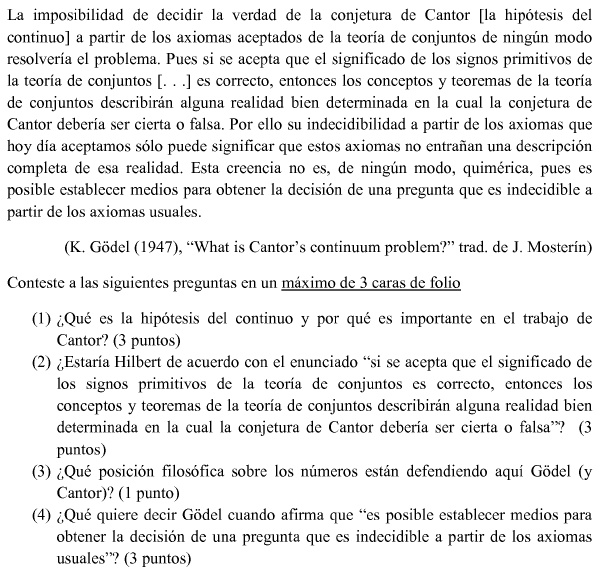 La imposibilidad de decidir la verdad de la conjetura de Cantor [la hipótesis del
continuo] a partir de los axiomas aceptados de la teoría de conjuntos de ningún modo
resolvería el problema. Pues si se acepta que el significado de los signos primitivos de
la teoría de conjuntos [. . .] es correcto, entonces los conceptos y teoremas de la teoría
de conjuntos describirán alguna realidad bien determinada en la cual la conjetura de
Cantor debería ser cierta o falsa. Por ello su indecidibilidad a partir de los axiomas que
hoy día aceptamos sólo puede significar que estos axiomas no entrañan una descripción
completa de esa realidad. Esta creencia no es, de ningún modo, quimérica, pues es
posible establecer medios para obtener la decisión de una pregunta que es indecidible a
partir de los axiomas usuales.
(K. Gödel (1947), “What is Cantor’s continuum problem?” trad. de J. Mosterín)
Conteste a las siguientes preguntas en un máximo de 3 caras de folio
(1) ¿Qué es la hipótesis del continuo y por qué es importante en el trabajo de
Cantor? (3 puntos)
(2) ¿Estaría Hilbert de acuerdo con el enunciado “si se acepta que el significado de
los signos primitivos de la teoría de conjuntos es correcto, entonces los
conceptos y teoremas de la teoría de conjuntos describirán alguna realidad bien
determinada en la cual la conjetura de Cantor debería ser cierta o falsa”? (3
puntos)
(3) ¿Qué posición filosófica sobre los números están defendiendo aquí Gödel (y
Cantor)? (1 punto)
(4) ¿Qué quiere decir Gödel cuando afirma que “es posible establecer medios para
obtener la decisión de una pregunta que es indecidible a partir de los axiomas
usuales”? (3 puntos)